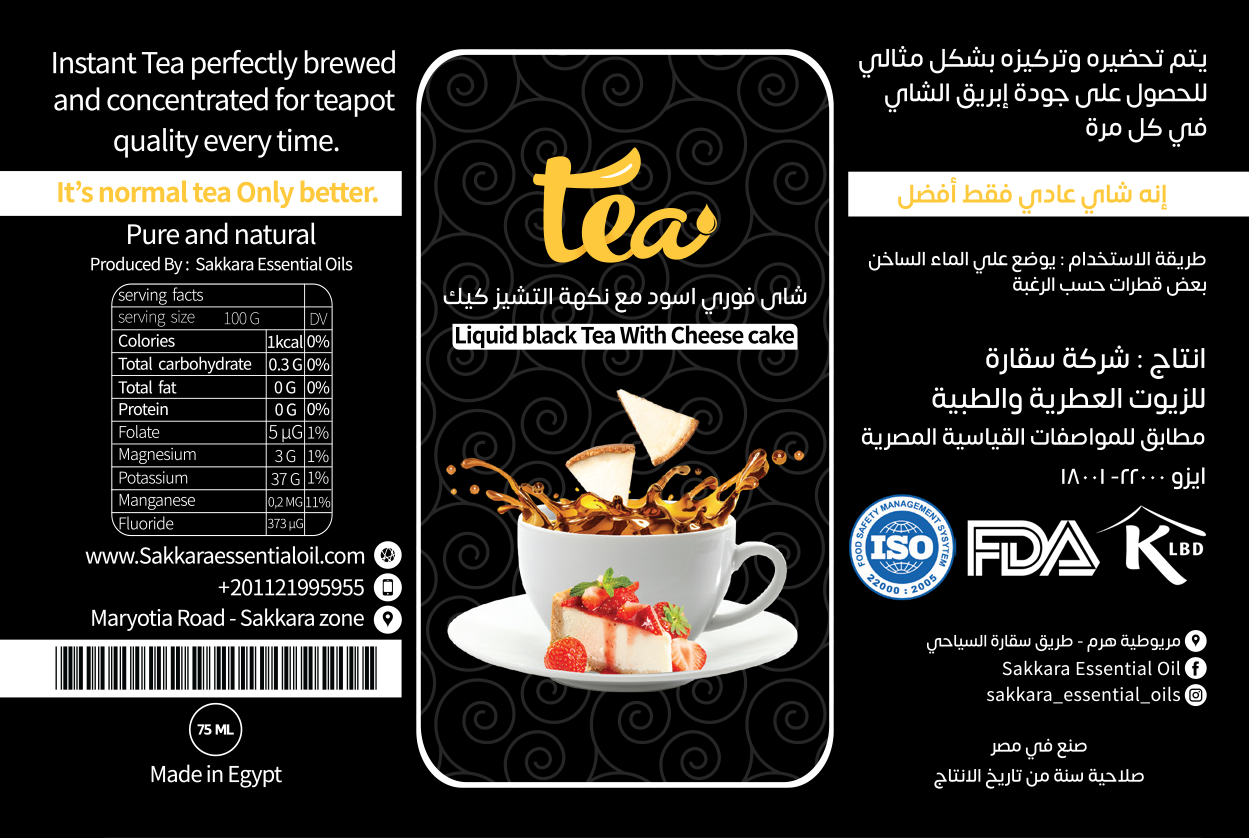 Instant Tea perfectly brewed
and concentrated for teapot
quality every time.
It's normal tea Only better.
Pure and natural
Produced By : Sakkara Essential Oils
serving facts
serving size 100 G DV
Colories 1kcal 0%
Total carbohydrate 0.3 G 0%
Total fat 0 G 0%
Protein 0 G 0%
Folate 5 µG 1%
Magnesium 3 G 1%
Potassium 37 G 1%
Manganese 0,2 MG 11%
Fluoride 373 µG
www.Sakkaraessentialoil.com
+201121995955
Maryotia Road - Sakkara zone
75 ML
Made in Egypt
tea
شاى فوري اسود مع نكهة التشيز كيك
Liquid black Tea With Cheese cake
يتم تحضيره وتركيزه بشكل مثالي
للحصول على جودة إبريق الشاي
في كل مرة
إنه شاي عادي فقط أفضل
طريقة الاستخدام : يوضع علي الماء الساخن
بعض قطرات حسب الرغبة
انتاج : شركة سقارة
للزيوت العطرية والطبية
مطابق للمواصفات القياسية المصرية
ايزو ٢٢٠٠٠- ١٨٠٠١
FOOD SAFETY MANAGEMENT SYSYTEM
ISO
22000 : 2005
FDA
K LBD
مريوطية هرم - طريق سقارة السياحي
Sakkara Essential Oil
sakkara_essential_oils
صنع في مصر
صلاحية سنة من تاريخ الانتاج